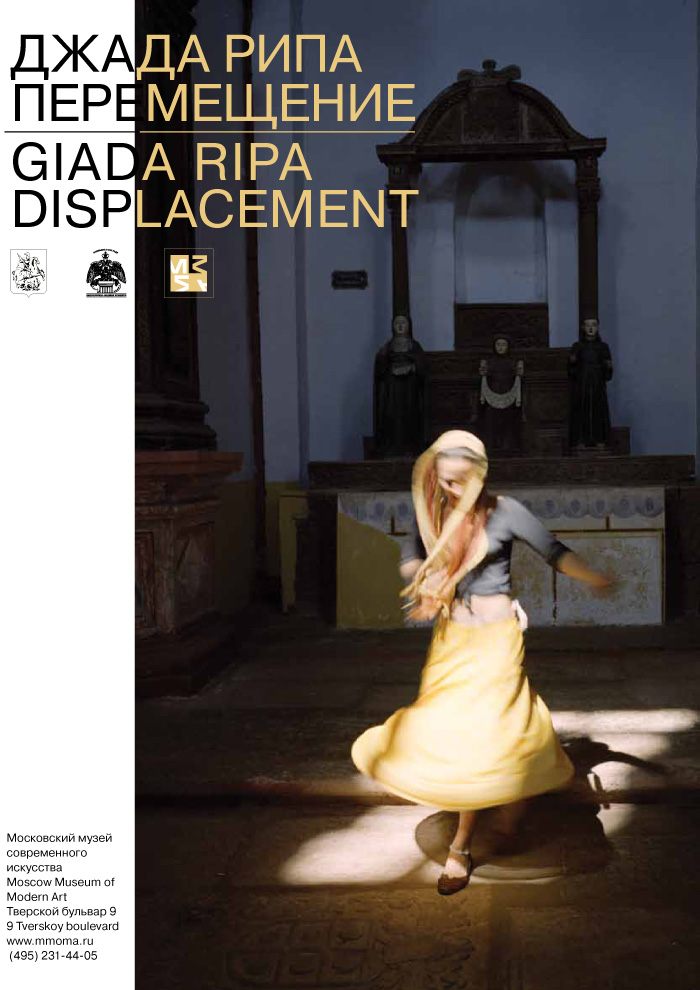 ДЖАДА РИПА
ПЕРЕМЕЩЕНИЕ
GIADA RIPA
DISPLACEMENT
Московский музей
современного
искусства
Moscow Museum of
Modern Art
Тверской бульвар 9
9 Tverskoy boulevard
www.mmoma.ru
(495) 231-44-05